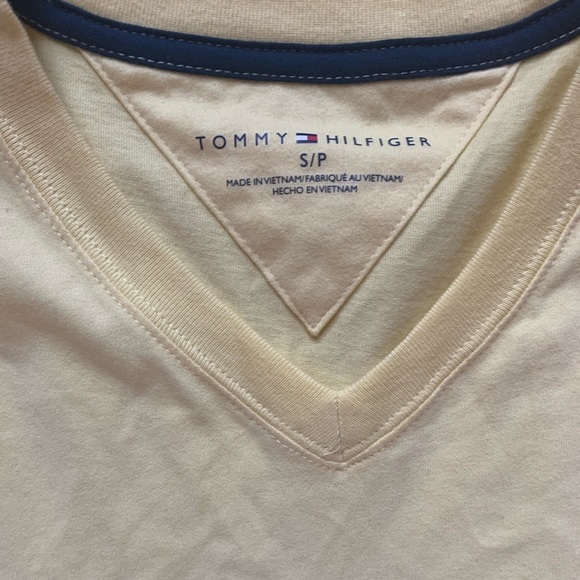 TOMMY HILFIGER
S/P
MADE IN VIETNAM/FABRIQUÉ AU VIETNAM/
HECHO EN VIETNAM